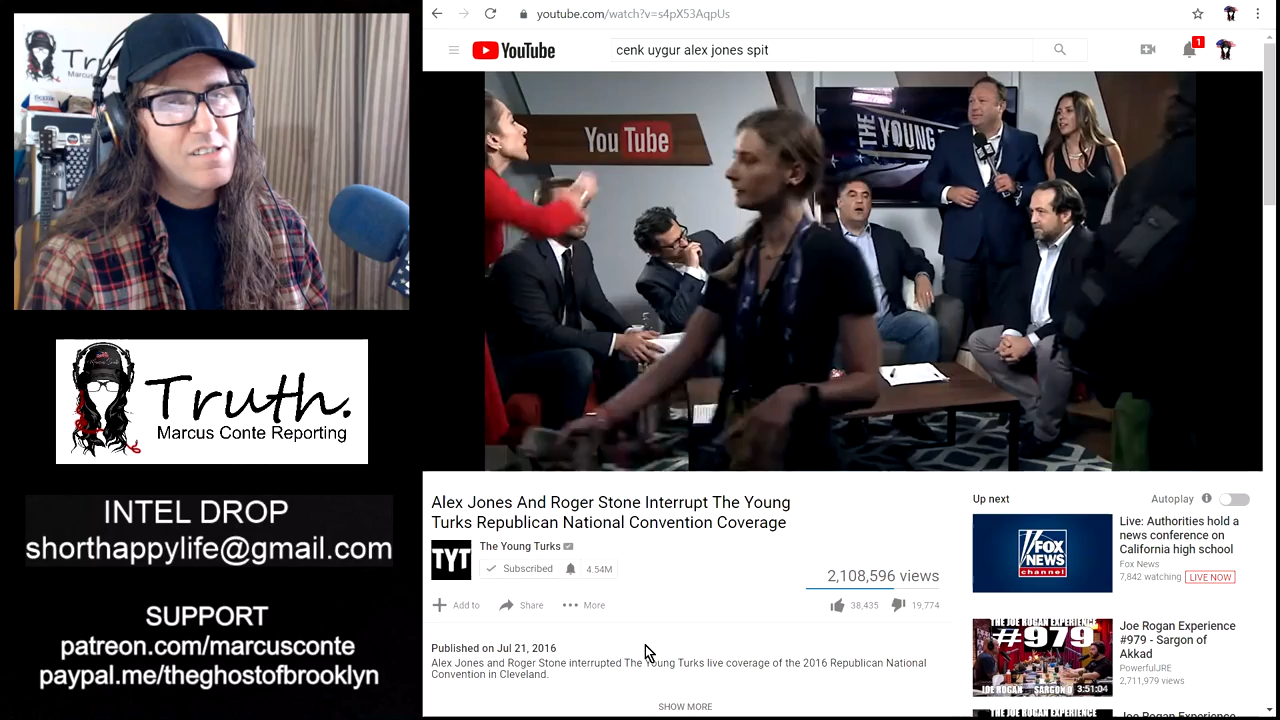 Truth
Marcus Conte
youtube.com/watch?v=s4pX53AqpUs
YouTube
cenk uygur alex jones spit
1
You Tube
THE YOUNG
Truth.
Marcus Conte Reporting
INTEL DROP
shorthappylife@gmail.com
SUPPORT
patreon.com/marcusconte
paypal.me/theghostofbrooklyn
Alex Jones And Roger Stone Interrupt The Young
Turks Republican National Convention Coverage
TYT
The Young Turks
Subscribed
4.54M
2,108,596 views
Add to
Share
More
38,435
19,774
Published on Jul 21, 2016
Alex Jones and Roger Stone interrupted The Young Turks live coverage of the 2016 Republican National
Convention in Cleveland.
SHOW MORE
Up next
Autoplay
FOX
NEWS
channel
Live: Authorities hold a
news conference on
California high school
Fox News
7,842 watching
LIVE NOW
THE JOE ROGAN EXPERIENCE
#979
JOE ROGAN
SARGON
3:51:04
Joe Rogan Experience
#979 - Sargon of
Akkad
PowerfulJRE
2,711,979 views
Joe Rogan Experience